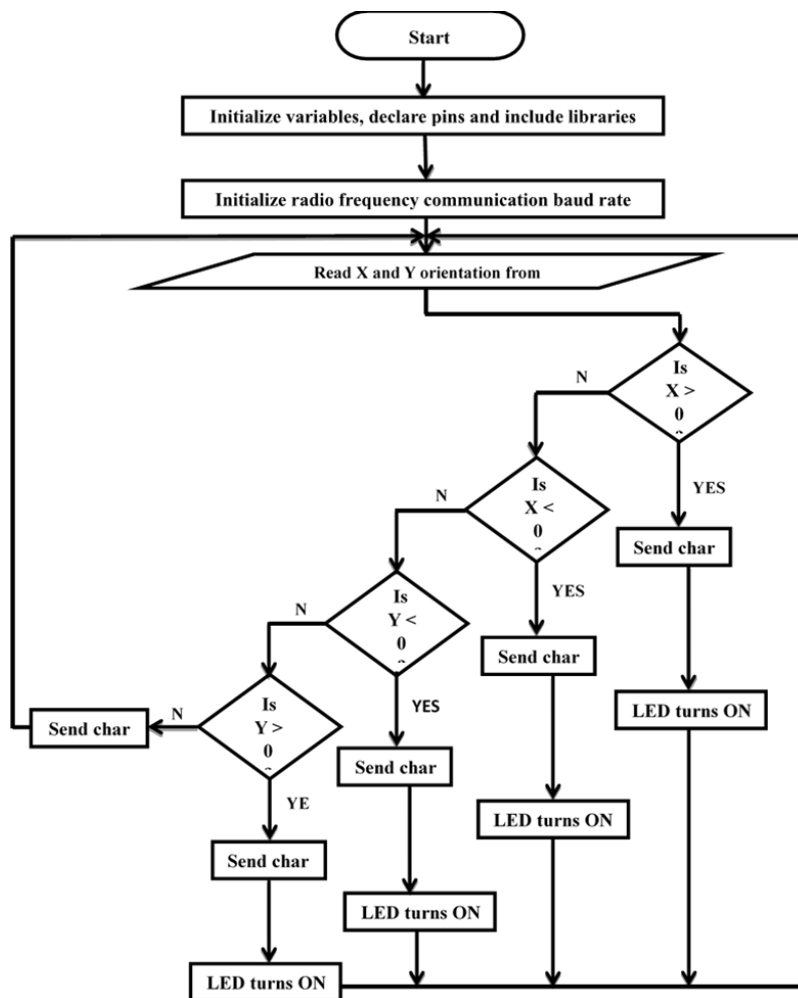 Start
Initialize variables, declare pins and include libraries
Initialize radio frequency communication baud rate
Read X and Y orientation from
Is
X >
0
N
YES
Send char
LED turns ON
Is
X <
0
N
YES
Send char
LED turns ON
Is
Y <
0
N
YES
Send char
LED turns ON
Is
Y >
0
N
Send char
YE
Send char
LED turns ON